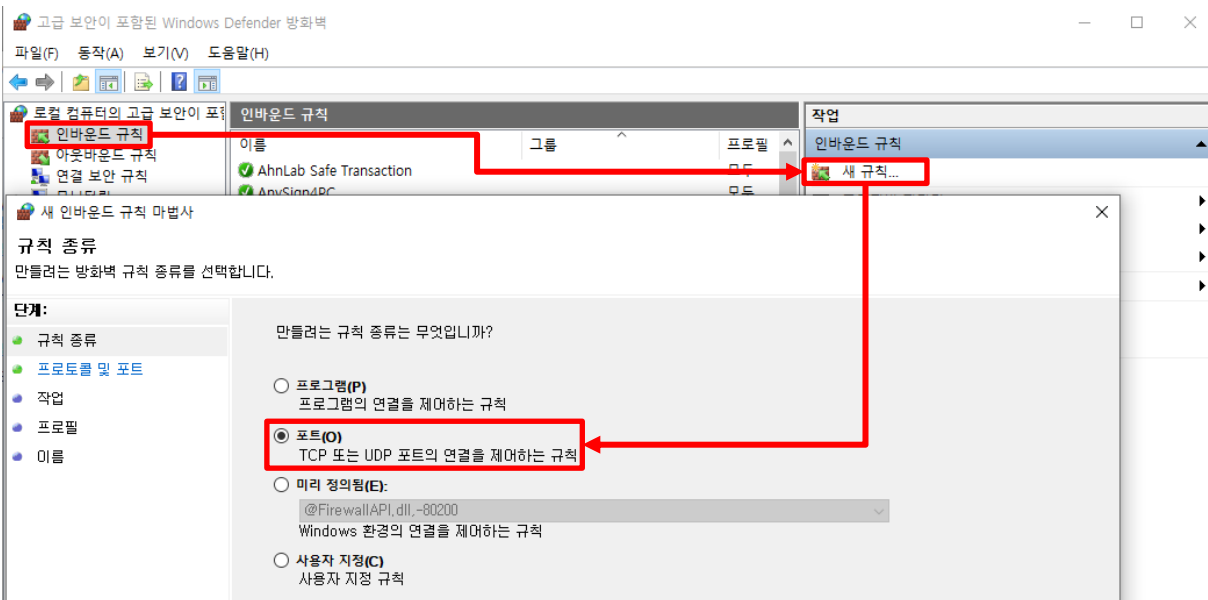 고급 보안이 포함된 Windows Defender 방화벽
파일(F) 동작(A) 보기(V) 도움말(H)
로컬 컴퓨터의 고급 보안이 포함
인바운드 규칙
아웃바운드 규칙
연결 보안 규칙
모니터링
인바운드 규칙
이름 그룹 프로필
AhnLab Safe Transaction 모두
AnySign4PC 모두
작업
인바운드 규칙
새 규칙...
새 인바운드 규칙 마법사
규칙 종류
만들려는 방화벽 규칙 종류를 선택합니다.
단계:
규칙 종류
프로토콜 및 포트
작업
프로필
이름
만들려는 규칙 종류는 무엇입니까?
프로그램(P)
프로그램의 연결을 제어하는 규칙
포트(O)
TCP 또는 UDP 포트의 연결을 제어하는 규칙
미리 정의됨(E):
@FirewallAPI.dll,-80200
Windows 환경의 연결을 제어하는 규칙
사용자 지정(C)
사용자 지정 규칙